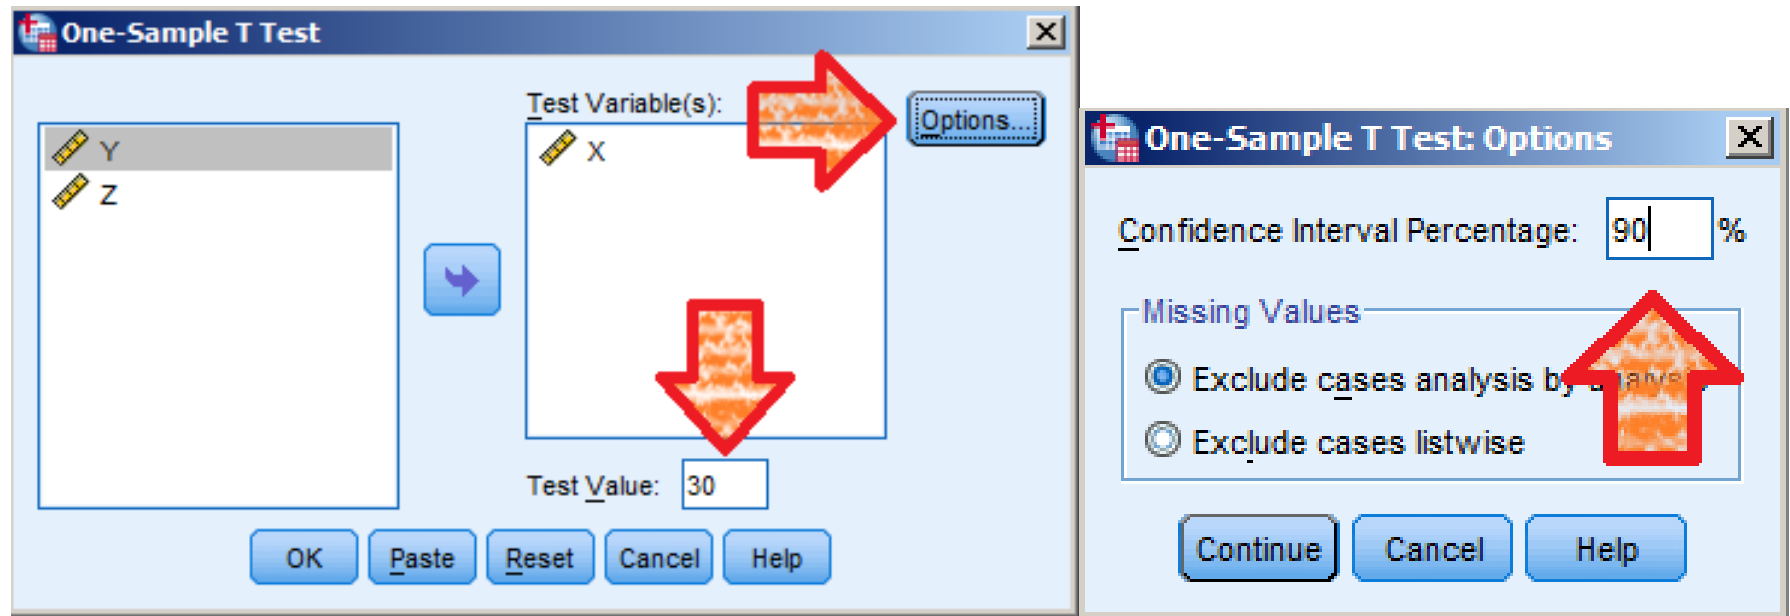 One-Sample T Test
Test Variable(s):
Options...
Y
Z
X
Test Value: 30
OK Paste Reset Cancel Help
One-Sample T Test: Options
Confidence Interval Percentage: 90 %
Missing Values
Exclude cases analysis by analysis
Exclude cases listwise
Continue Cancel Help